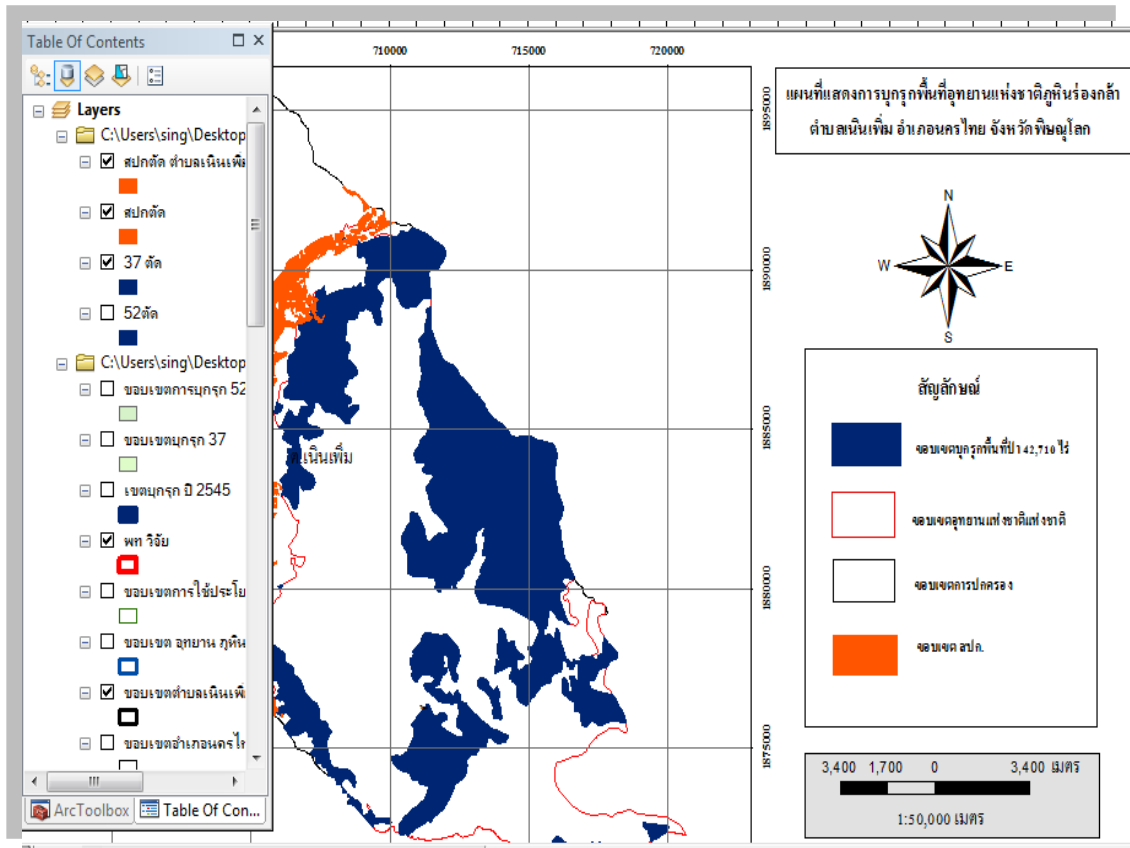 Table Of Contents
Layers
C:\Users\sing\Desktop
สปกตัด ตำบลเนินเพิ่ม
สปกตัด
37 ตัด
52ตัด
C:\Users\sing\Desktop
ขอบเขตการบุกรุก 52
ขอบเขตบุกรุก 37
เขตบุกรุก ปี 2545
พท วิจัย
ขอบเขตการใช้ประโย
ขอบเขต อุทยาน ภูหิน
ขอบเขตตำบลเนินเพิ่
ขอบเขตอำเภอนครไท
ArcToolbox
Table Of Con...
710000
715000
720000
1895000
1890000
1885000
1880000
1875000
ต.เนินเพิ่ม
แผนที่แสดงการบุกรุกพื้นที่อุทยานแห่งชาติภูหินร่องกล้า
ตำบลเนินเพิ่ม อำเภอนครไทย จังหวัดพิษณุโลก
N
W
E
S
สัญลักษณ์
ขอบเขตบุกรุกพื้นที่ป่า 42,710 ไร่
ขอบเขตอุทยานแห่งชาติแห่งชาติ
ขอบเขตการปกครอง
ขอบเขต สปก.
3,400 1,700 0 3,400 เมตร
1:50,000 เมตร